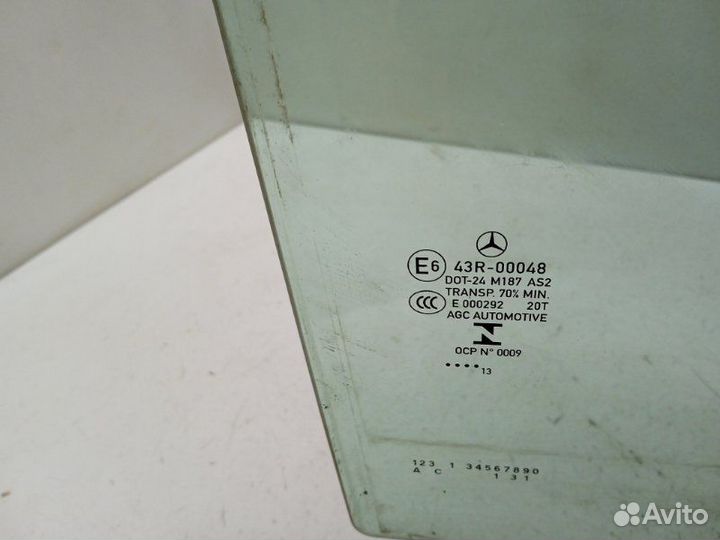 E6 43R-00048
DOT-24 M187 AS2
TRANSP. 70% MIN.
CCC E 000292 20T
AGC AUTOMOTIVE
N
OCP N° 0009
•••• 13
123 1 34567890
A C 1 3 1
Avito